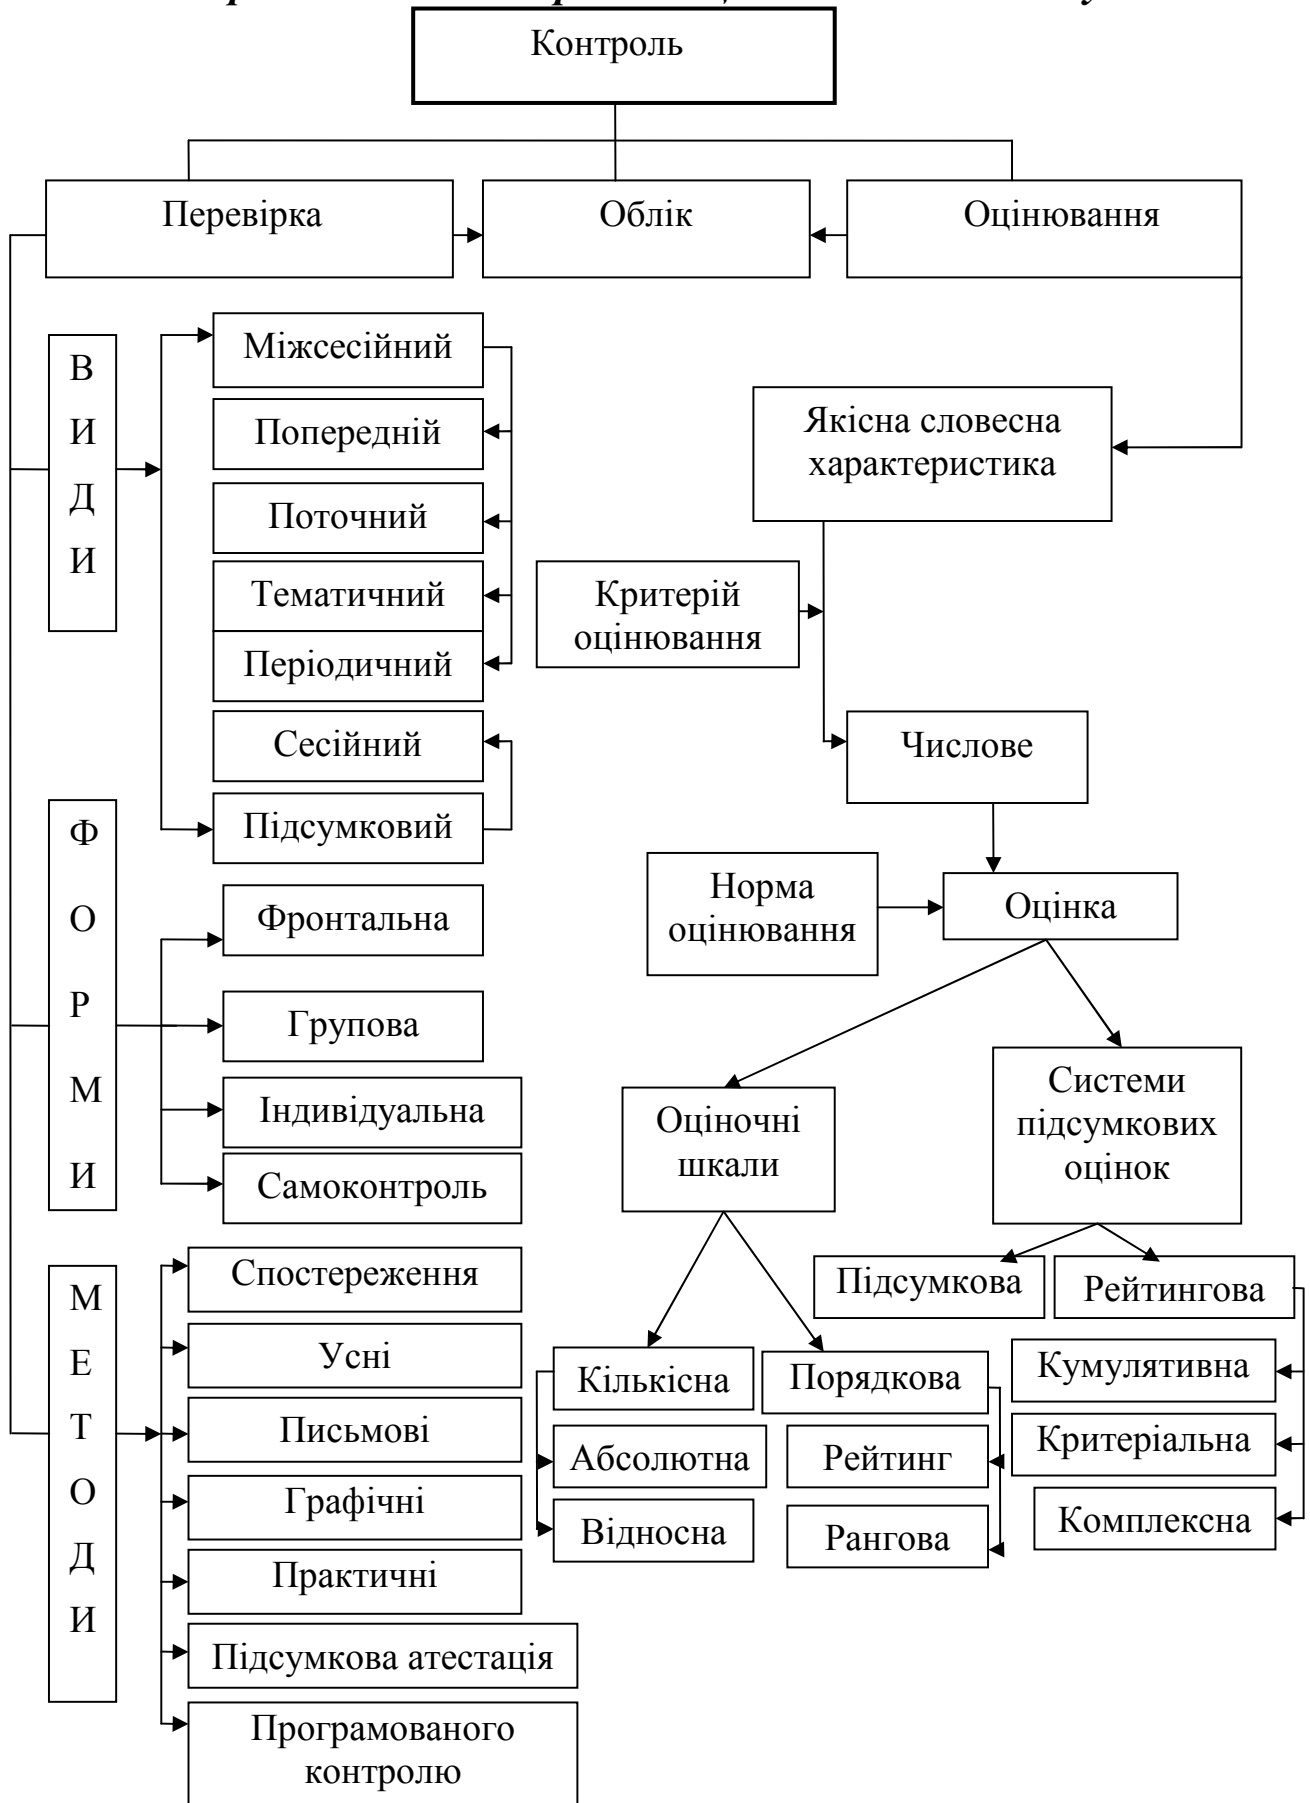 Контроль
Перевірка
Облік
Оцінювання
В
И
Д
И
Міжсесійний
Попередній
Поточний
Тематичний
Періодичний
Сесійний
Підсумковий
Якісна словесна
характеристика
Критерій
оцінювання
Числове
Норма
оцінювання
Оцінка
Ф
О
Р
М
И
Фронтальна
Групова
Індивідуальна
Самоконтроль
Оціночні
шкали
Системи
підсумкових
оцінок
Підсумкова
Рейтингова
Кількісна
Абсолютна
Відносна
Порядкова
Рейтинг
Рангова
Кумулятивна
Критеріальна
Комплексна
М
Е
Т
О
Д
И
Спостереження
Усні
Письмові
Графічні
Практичні
Підсумкова атестація
Програмованого
контролю